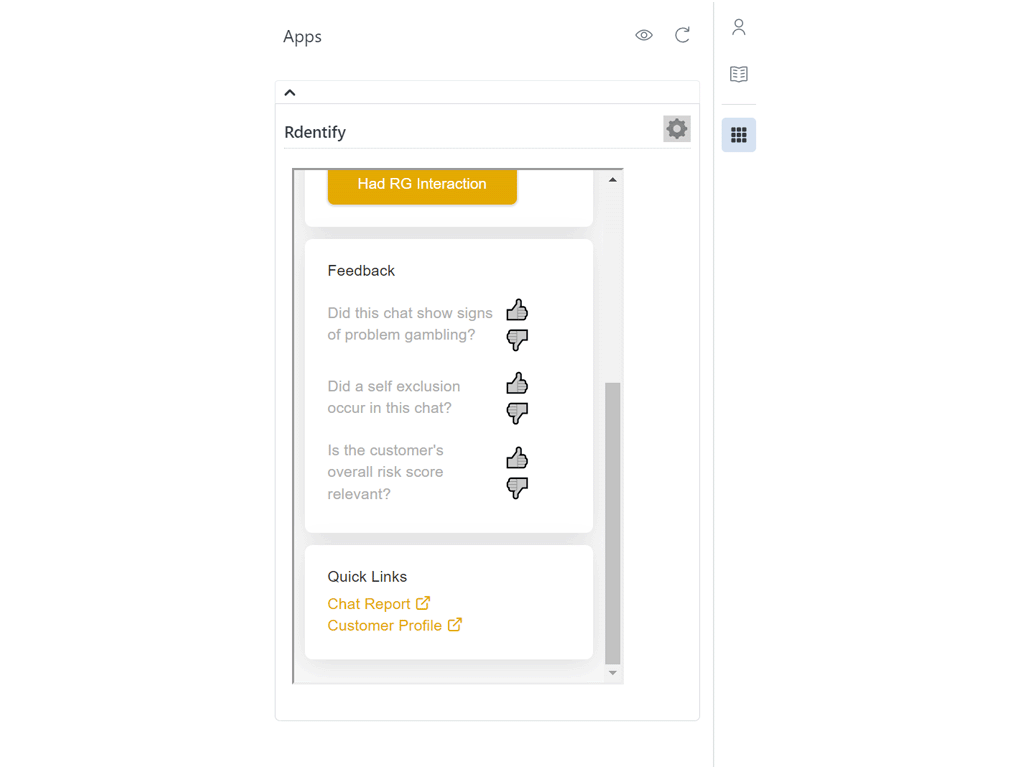 Apps
Rdentify
Had RG Interaction
Feedback
Did this chat show signs
of problem gambling?
Did a self exclusion
occur in this chat?
Is the customer's
overall risk score
relevant?
Quick Links
Chat Report
Customer Profile